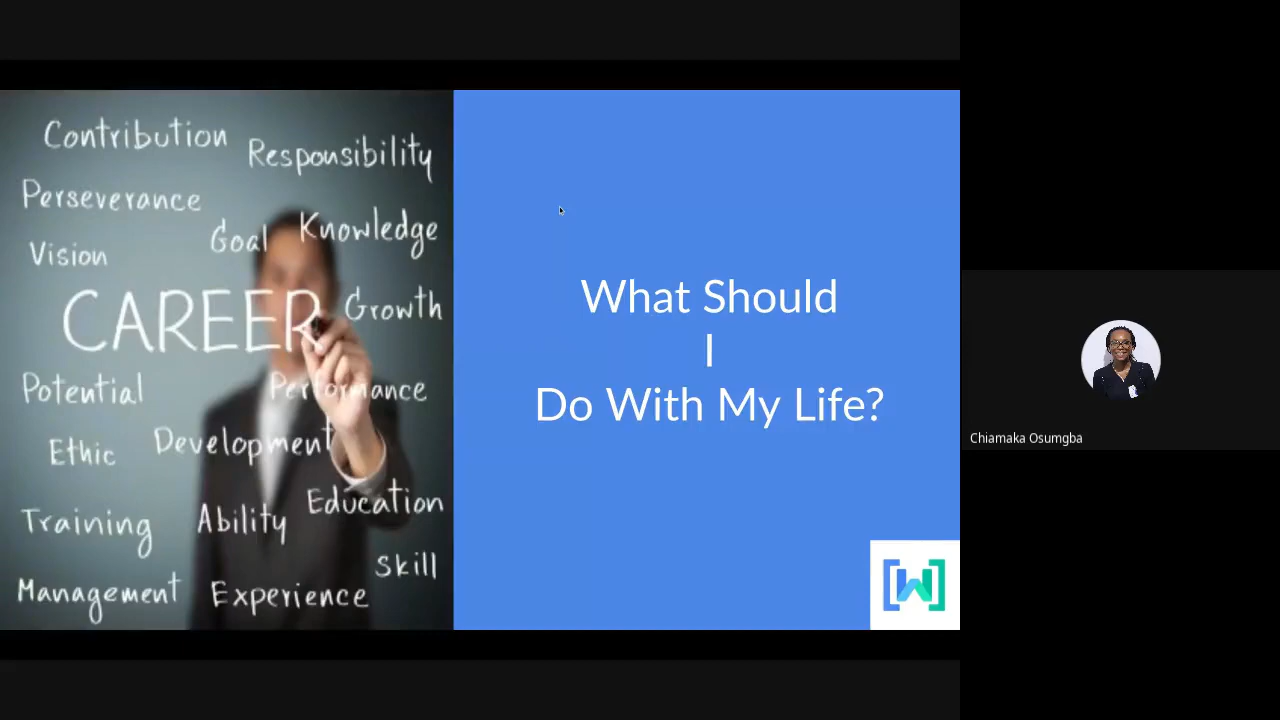 Contribution
Responsibility
Perseverance
Goal
Knowledge
Vision
CAREER
Growth
Potential
Performance
Ethic
Development
Education
Training
Ability
Skill
Management
Experience
What Should
I
Do With My Life?
[W]
Chiamaka Osumgba